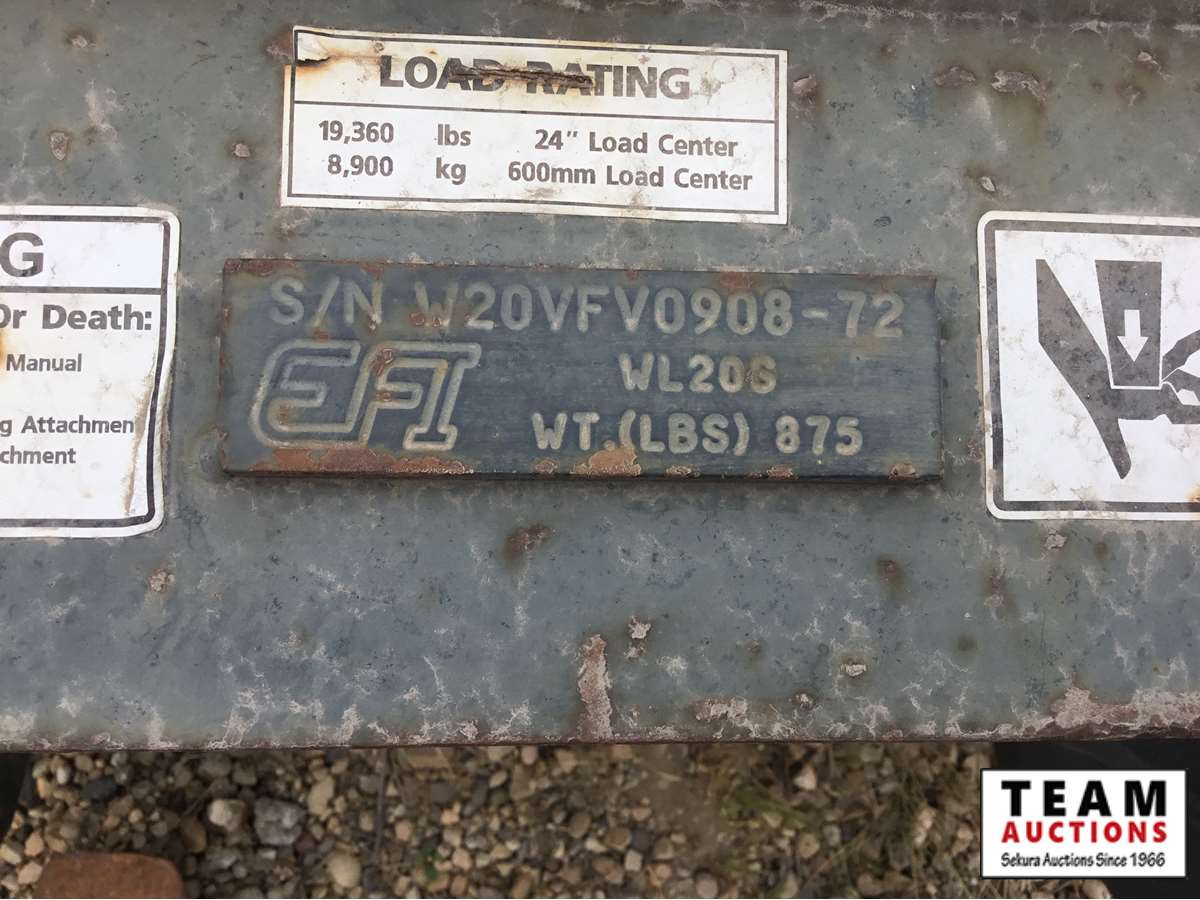 LOAD RATING
19,360 lbs 24" Load Center
8,900 kg 600mm Load Center
G
Or Death:
Manual
g Attachmen
chment
S/N W20VFV0908-72
EFI
WL20G
WT.(LBS) 875
TEAM
AUCTIONS
Sekura Auctions Since 1966